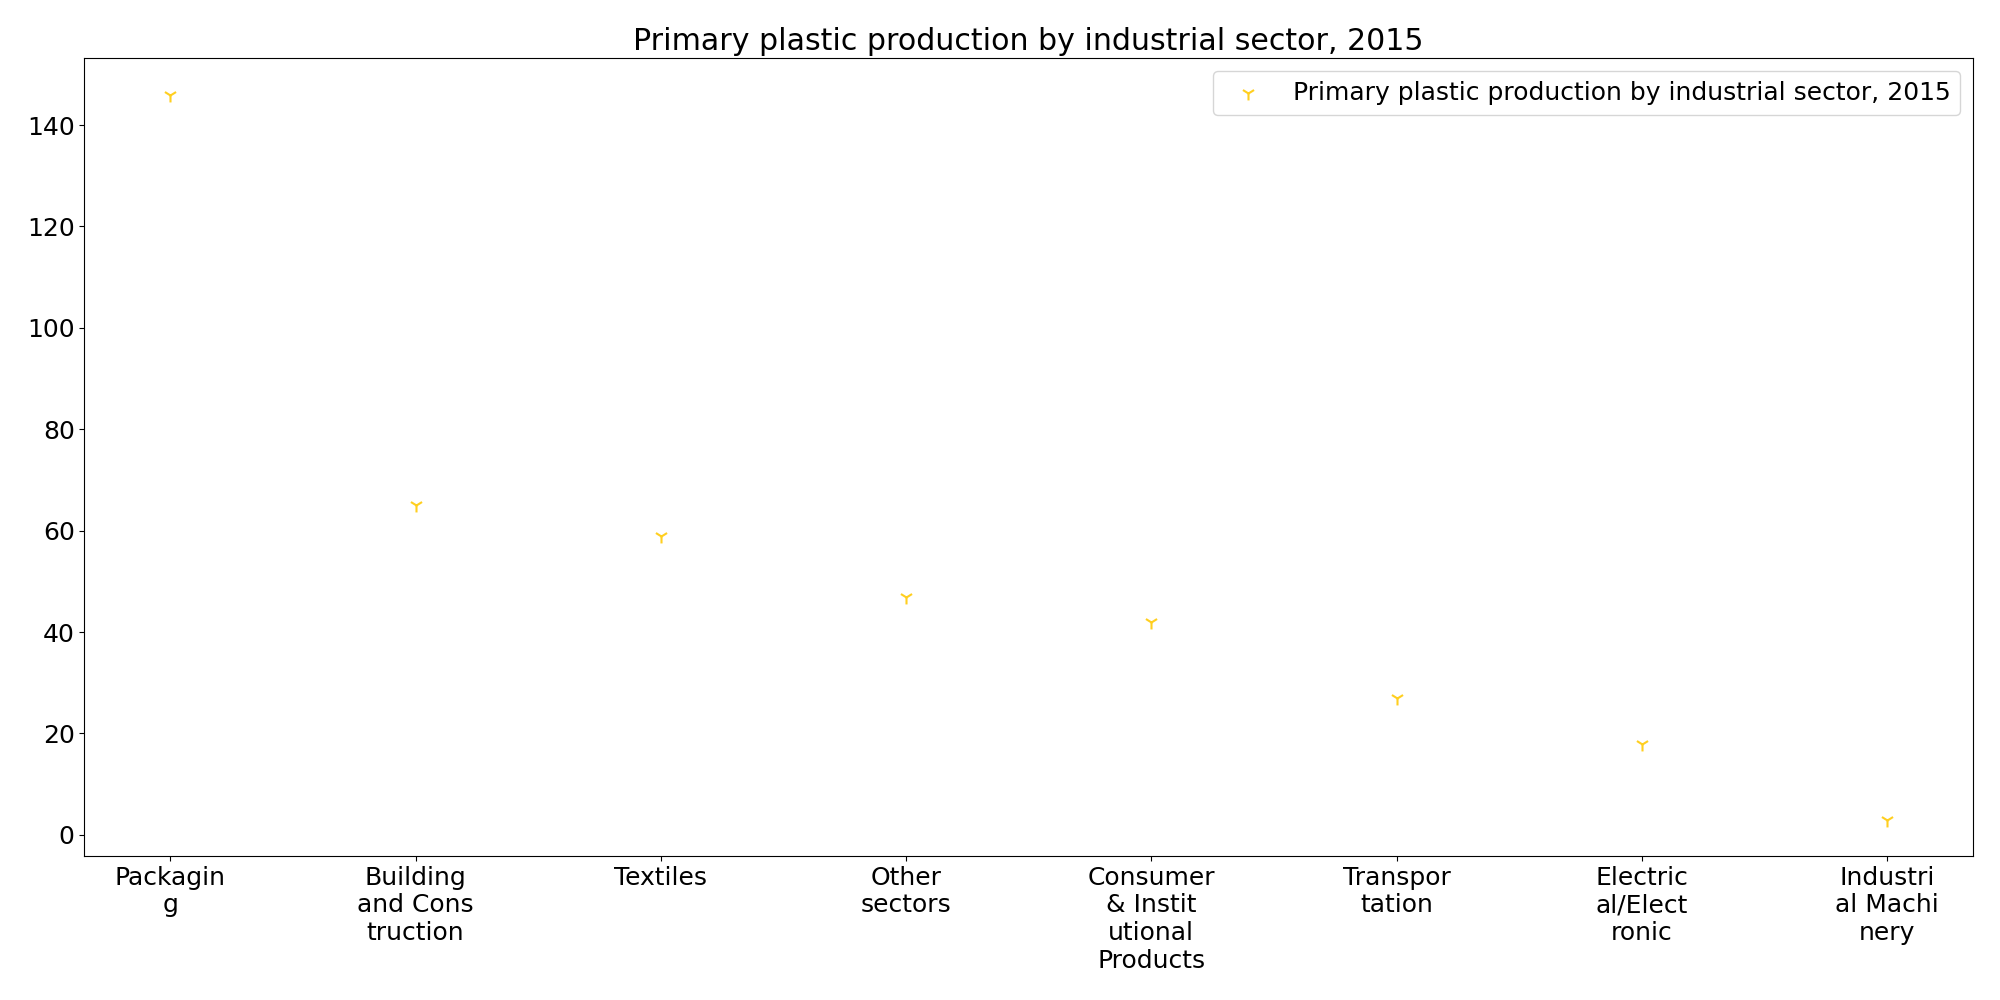 Primary plastic production by industrial sector, 2015
Primary plastic production by industrial sector, 2015
140
120
100
80
60
40
20
0
Packagin
g
Building
and Cons
truction
Textiles
Other
sectors
Consumer
& Instit
utional
Products
Transpor
tation
Electric
al/Elect
ronic
Industri
al Machi
nery